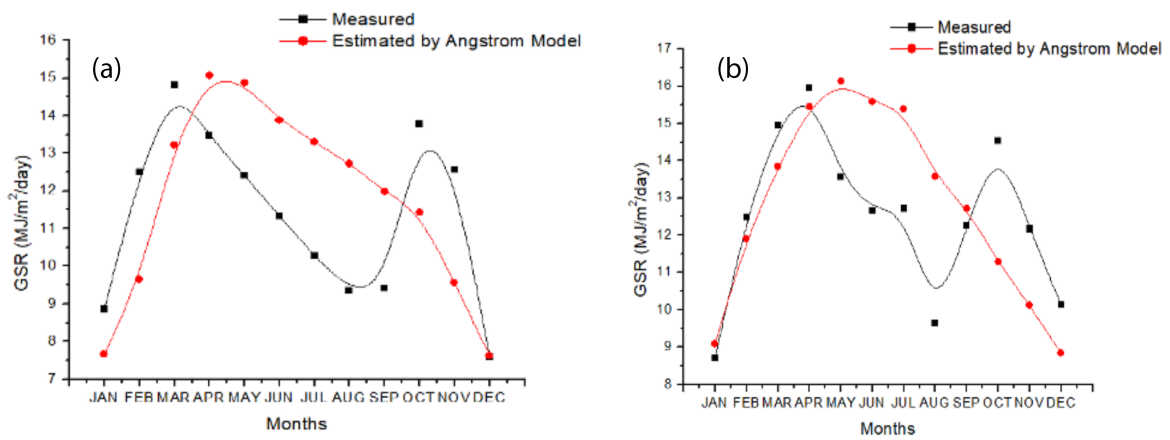 Measured
Estimated by Angstrom Model
(a)
GSR (MJ/m²/day)
16
15
14
13
12
11
10
9
8
7
JAN FEB MAR APR MAY JUN JUL AUG SEP OCT NOV DEC
Months
Measured
Estimated by Angstrom Model
(b)
GSR (MJ/m²/day)
17
16
15
14
13
12
11
10
9
8
JAN FEB MAR APR MAY JUN JUL AUG SEP OCT NOV DEC
Months